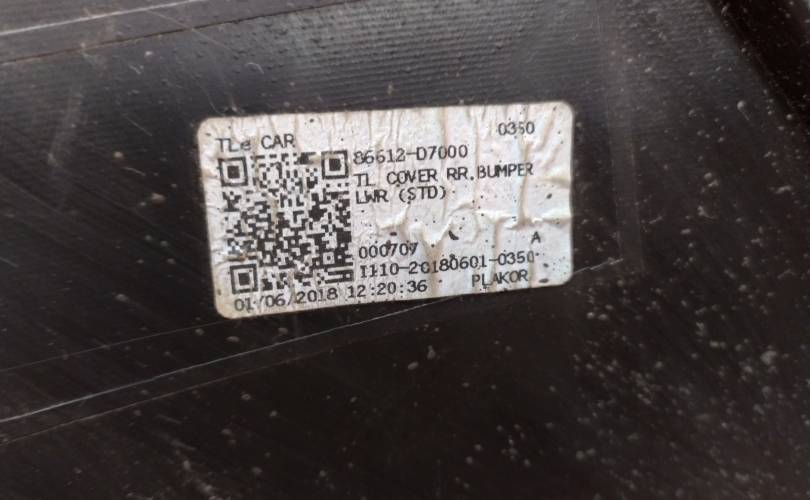 TLe CAR 0350
86612-D7000
TL COVER RR.BUMPER
LWR (STD)
A
000707
I110-20180601-0350
01/06/2018 12:20:36 PLAKOR